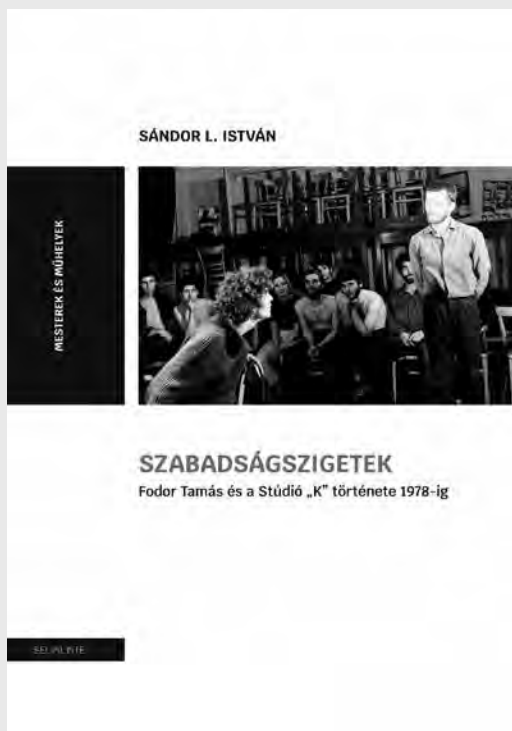 SÁNDOR L. ISTVÁN
MESTEREK ÉS MŰHELYEK
SZABADSÁGSZIGETEK
Fodor Tamás és a Stúdió „K” története 1978-ig